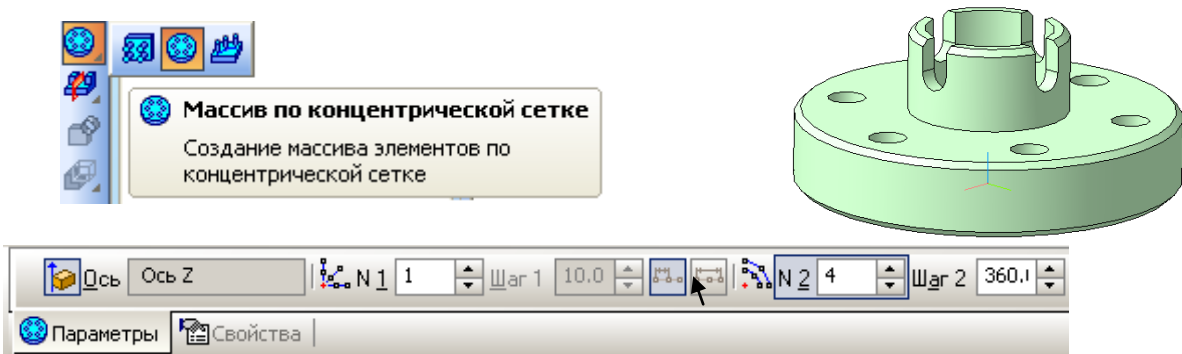 Массив по концентрической сетке
Создание массива элементов по
концентрической сетке
Ось Ось Z N 1 1 Шаг 1 10.0 N 2 4 Шаг 2 360.
Параметры Свойства